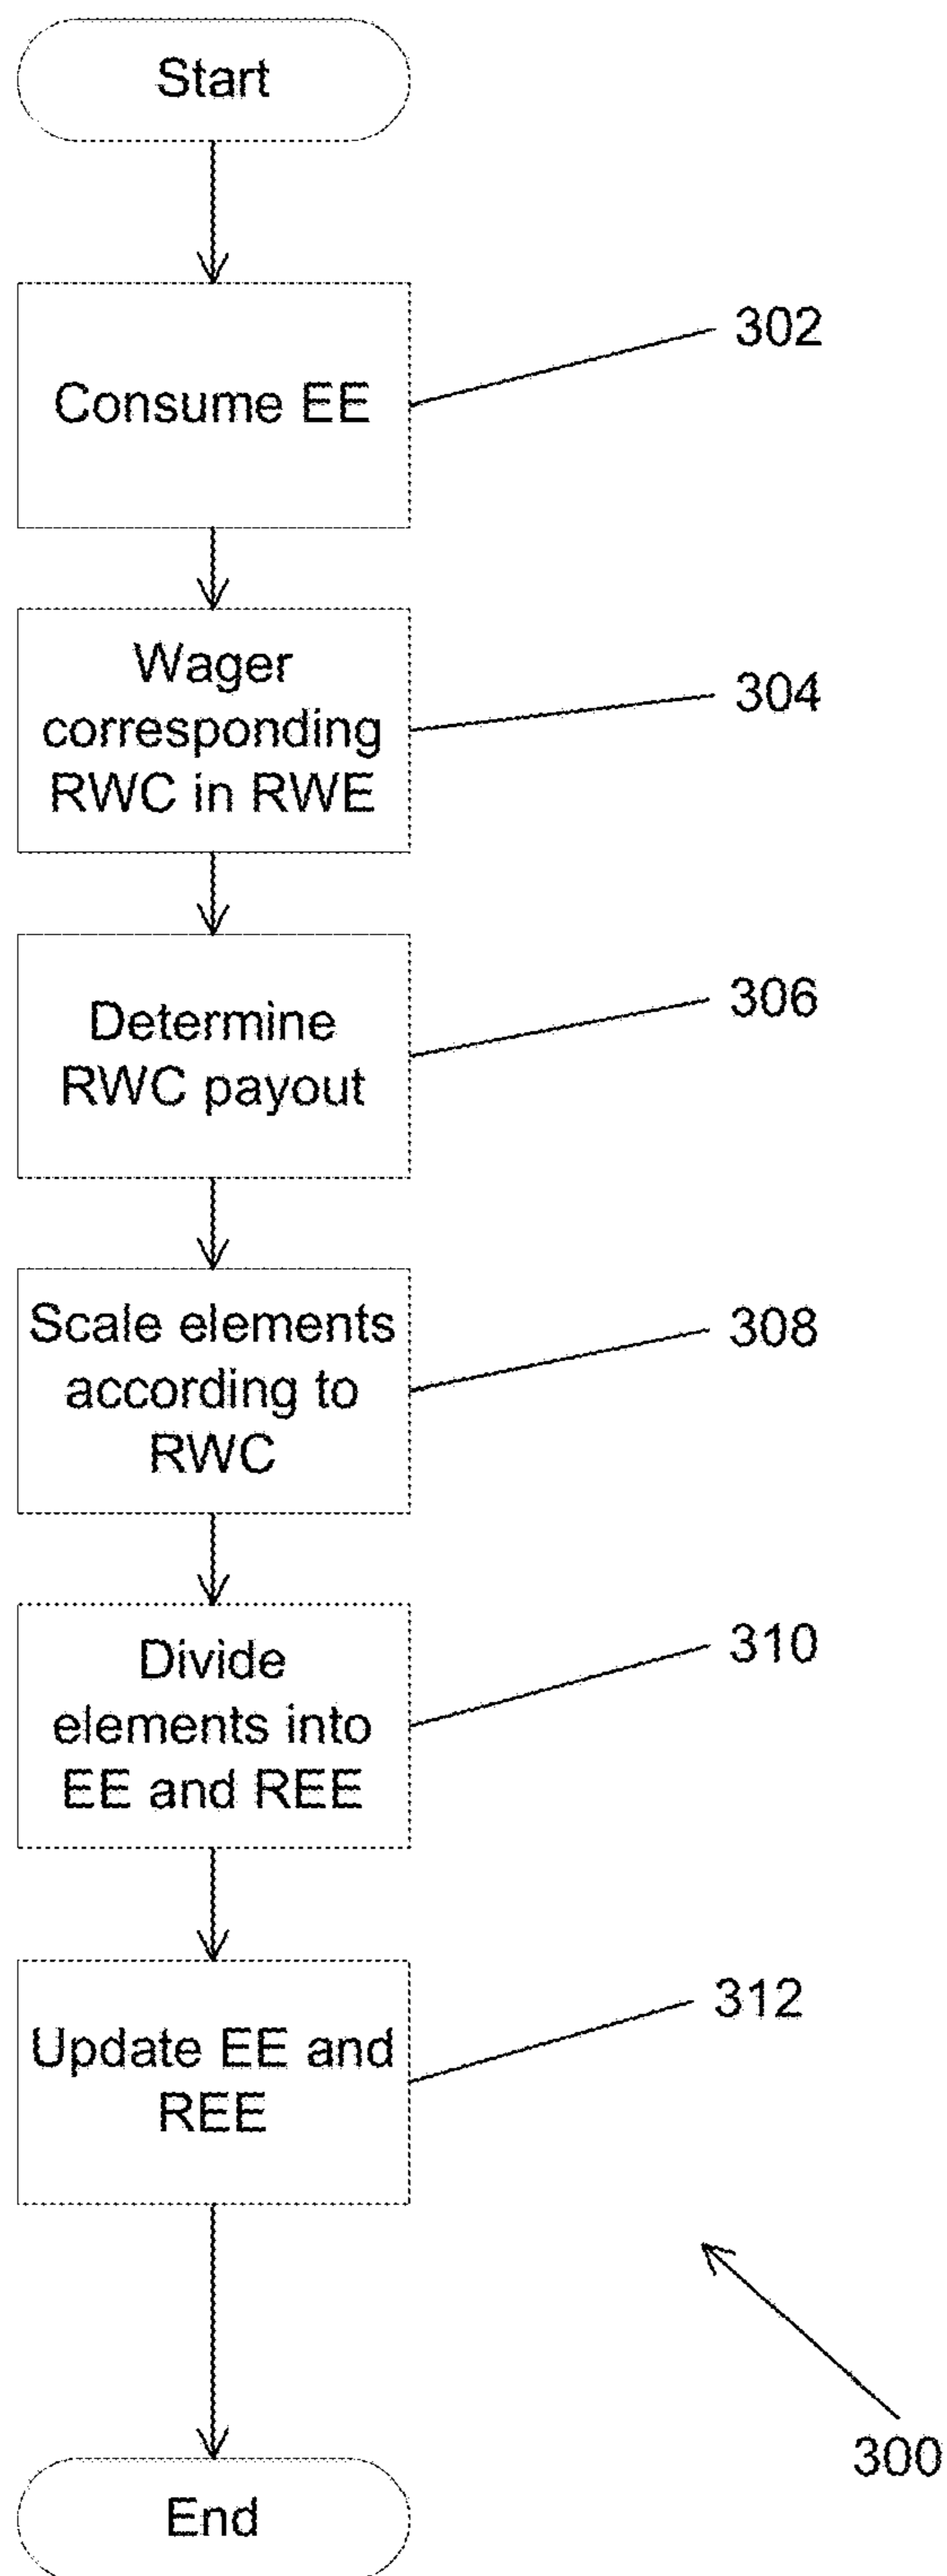 Start
Consume EE
302
Wager
corresponding
RWC in RWE
304
Determine
RWC payout
306
Scale elements
according to
RWC
308
Divide
elements into
EE and REE
310
Update EE and
REE
312
300
End